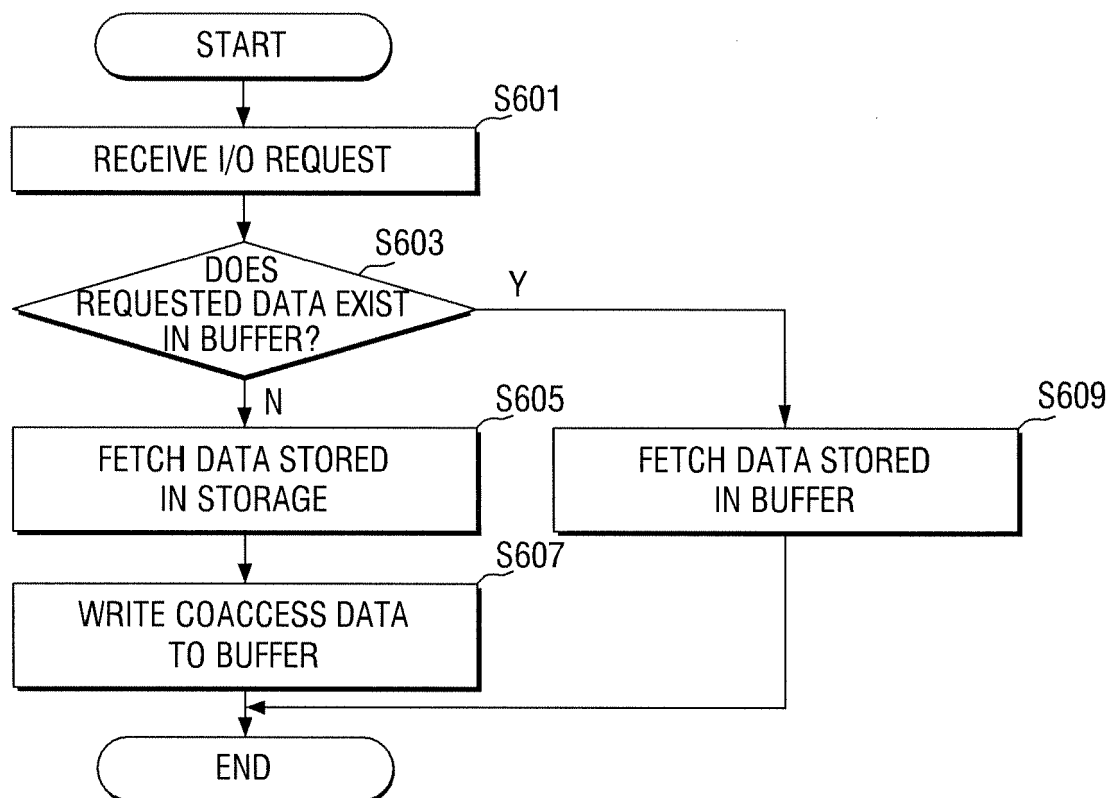 START
S601
RECEIVE I/O REQUEST
S603
DOES
REQUESTED DATA EXIST
IN BUFFER?
Y
N
S605
FETCH DATA STORED
IN STORAGE
S609
FETCH DATA STORED
IN BUFFER
S607
WRITE COACCESS DATA
TO BUFFER
END